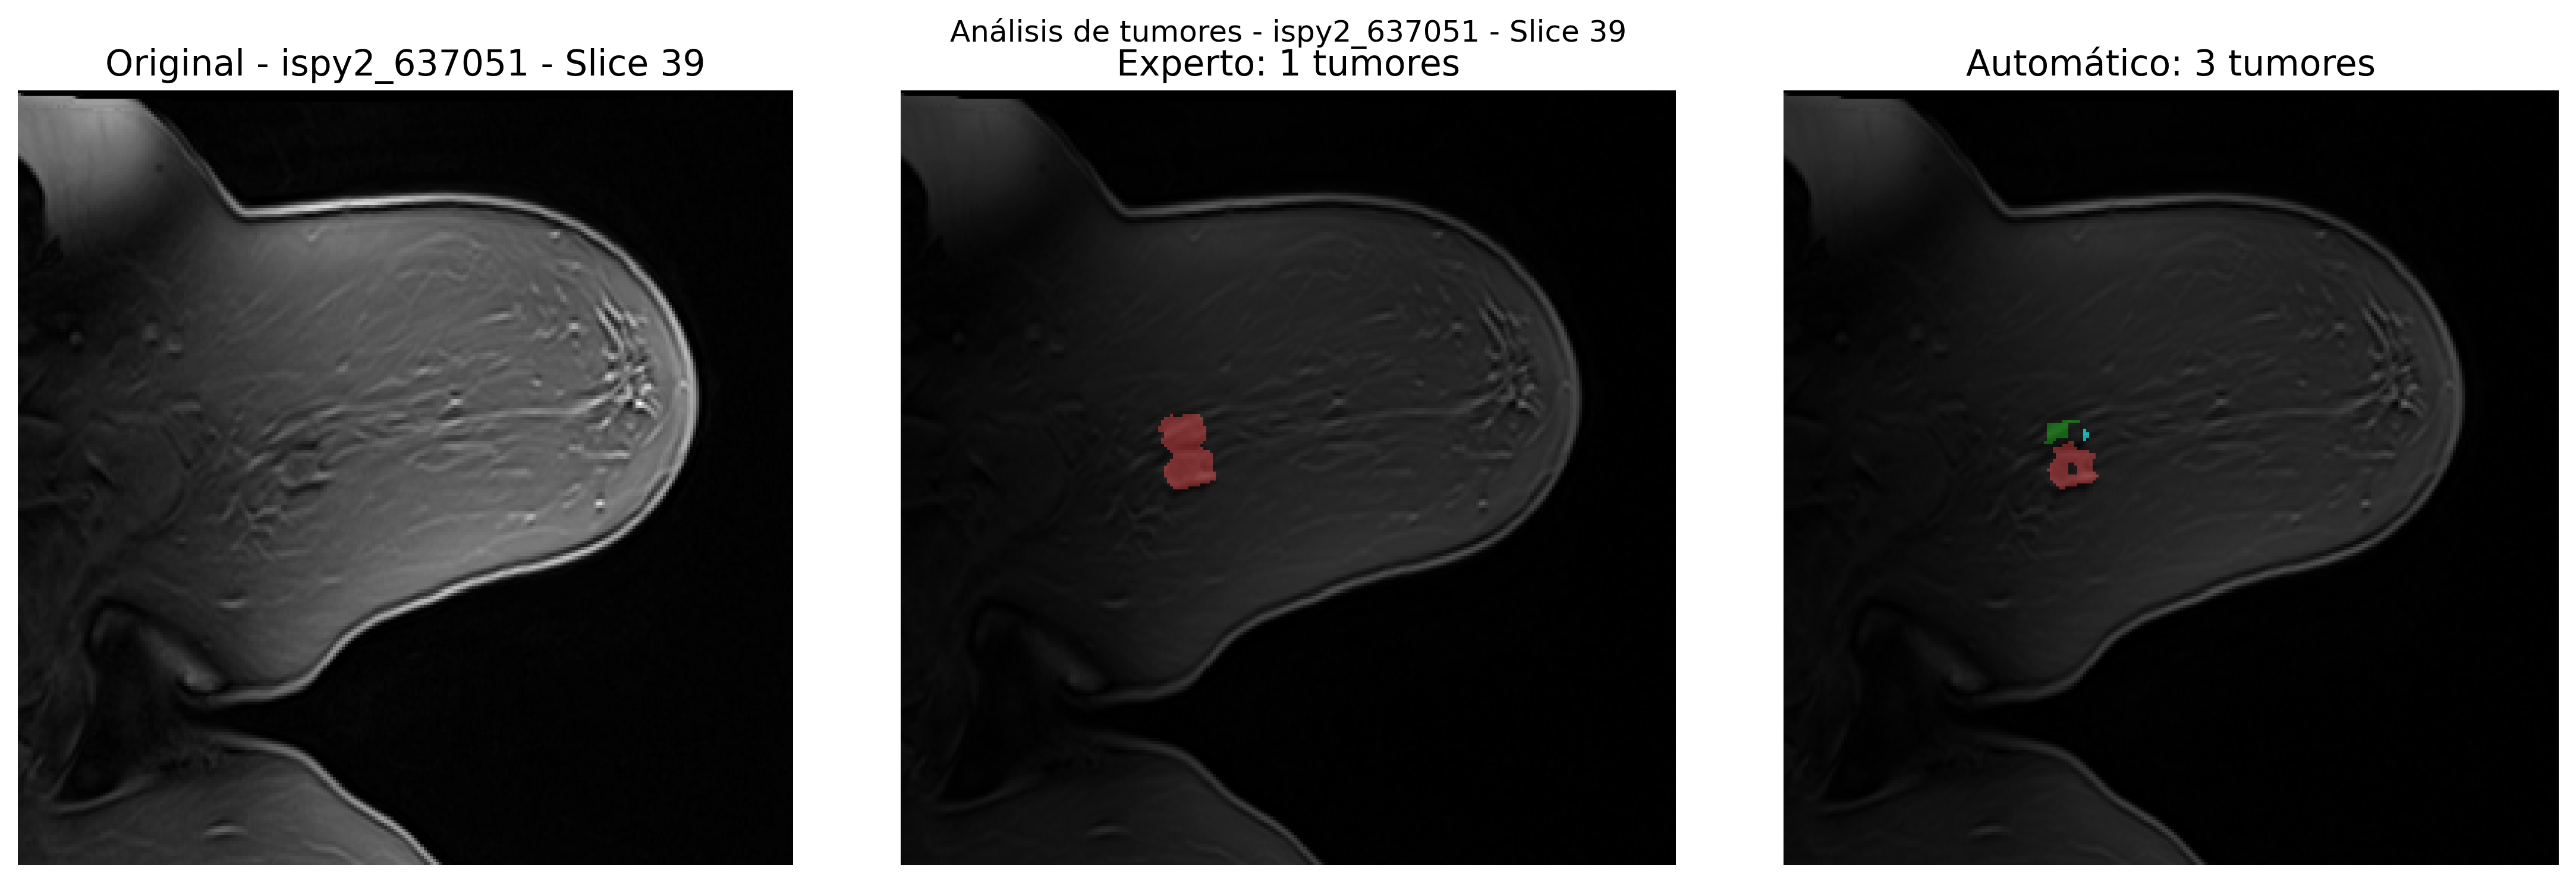 Análisis de tumores - ispy2_637051 - Slice 39
Original - ispy2_637051 - Slice 39
Experto: 1 tumores
Automático: 3 tumores